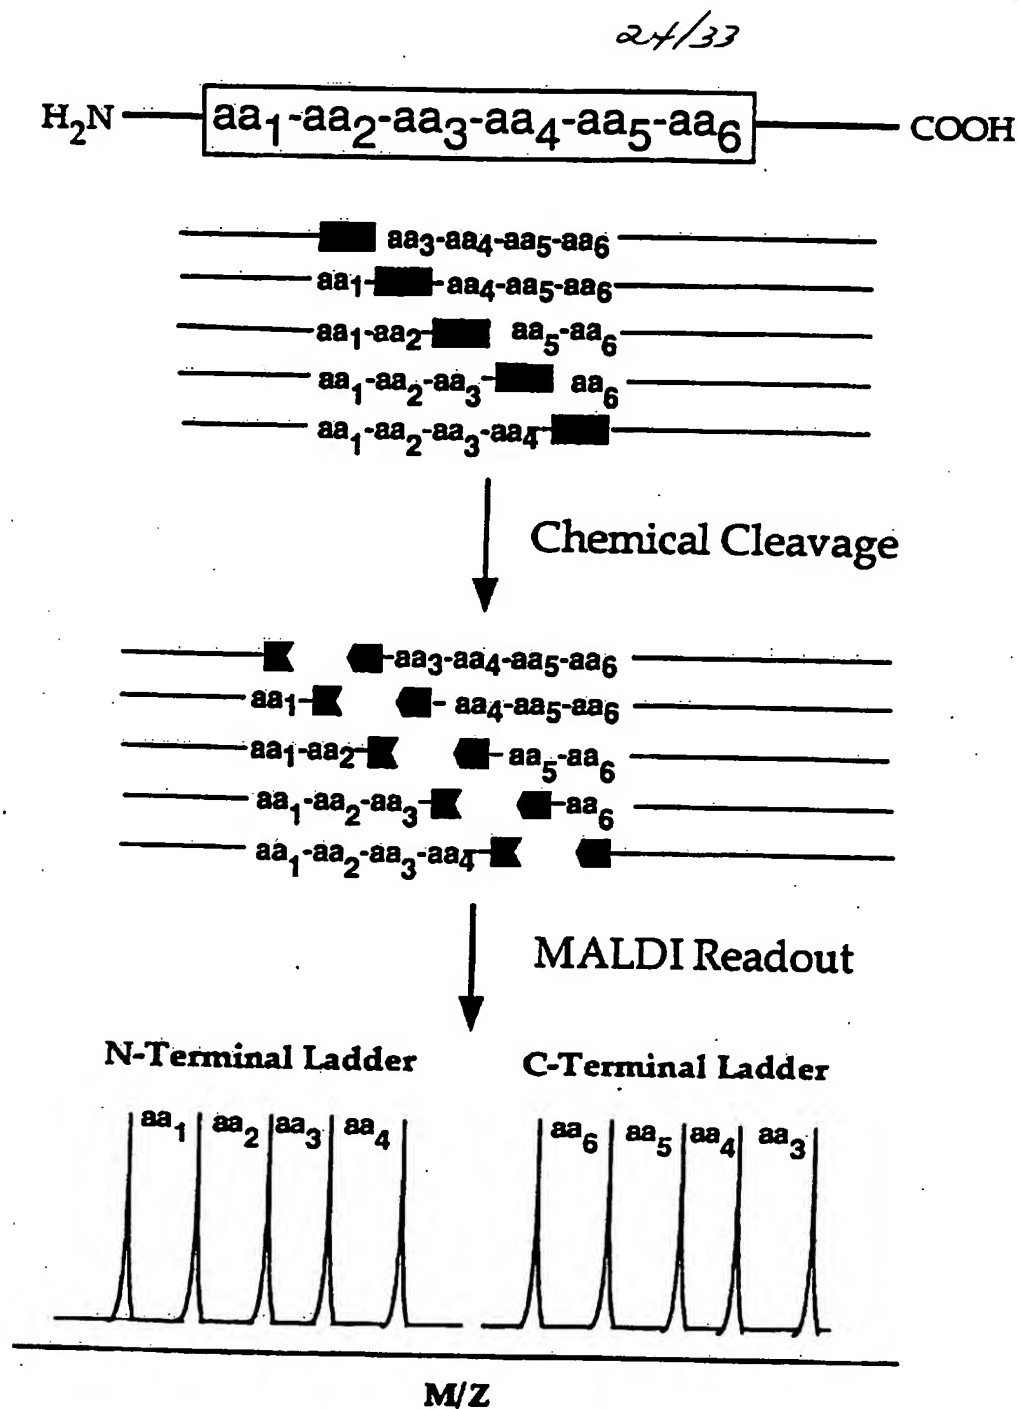 24/33
H₂N aa₁-aa₂-aa₃-aa₄-aa₅-aa₆ COOH
aa₃-aa₄-aa₅-aa₆
aa₁- -aa₄-aa₅-aa₆
aa₁-aa₂- aa₅-aa₆
aa₁-aa₂-aa₃- aa₆
aa₁-aa₂-aa₃-aa₄-
Chemical Cleavage
-aa₃-aa₄-aa₅-aa₆
aa₁- - aa₄-aa₅-aa₆
aa₁-aa₂- - aa₅-aa₆
aa₁-aa₂-aa₃- -aa₆
aa₁-aa₂-aa₃-aa₄-
MALDI Readout
N-Terminal Ladder C-Terminal Ladder
aa₁ aa₂ aa₃ aa₄ aa₆ aa₅ aa₄ aa₃
M/Z